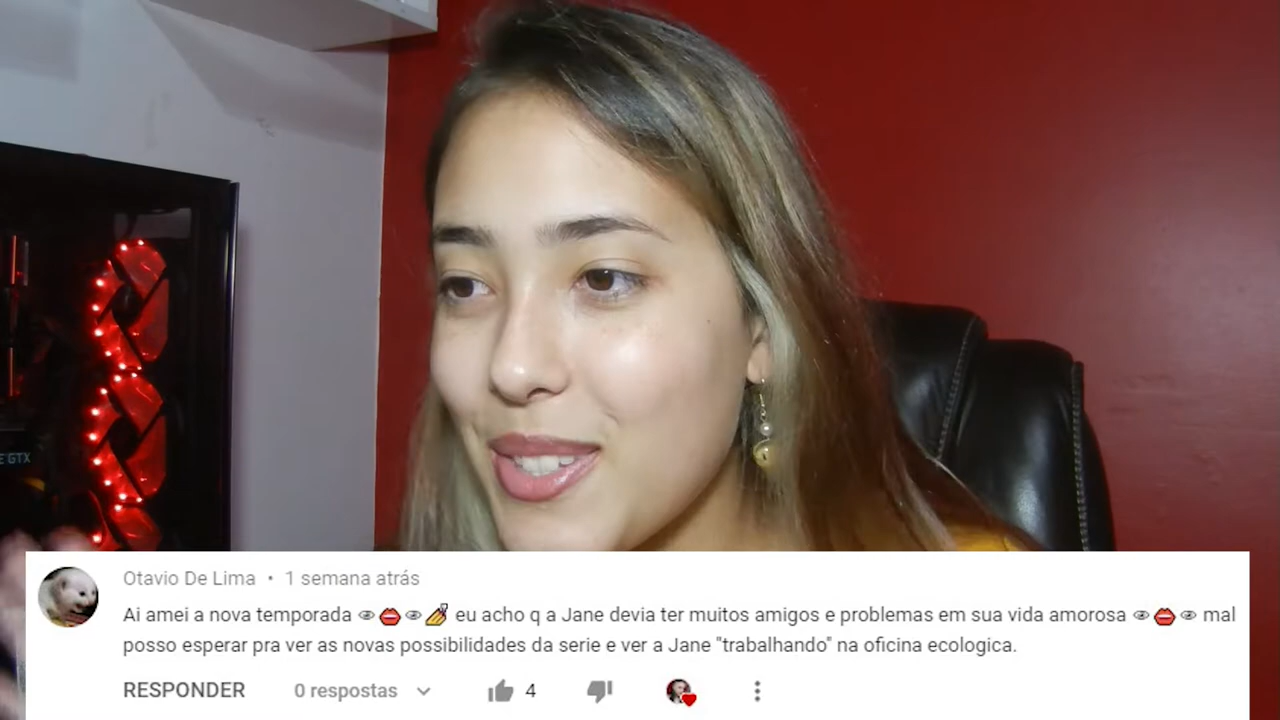 E GTX
Otavio De Lima • 1 semana atrás
Ai amei a nova temporada 👁👄👁💅 eu acho q a Jane devia ter muitos amigos e problemas em sua vida amorosa 👁👄👁 mal
posso esperar pra ver as novas possibilidades da serie e ver a Jane "trabalhando" na oficina ecologica.
RESPONDER 0 respostas 4